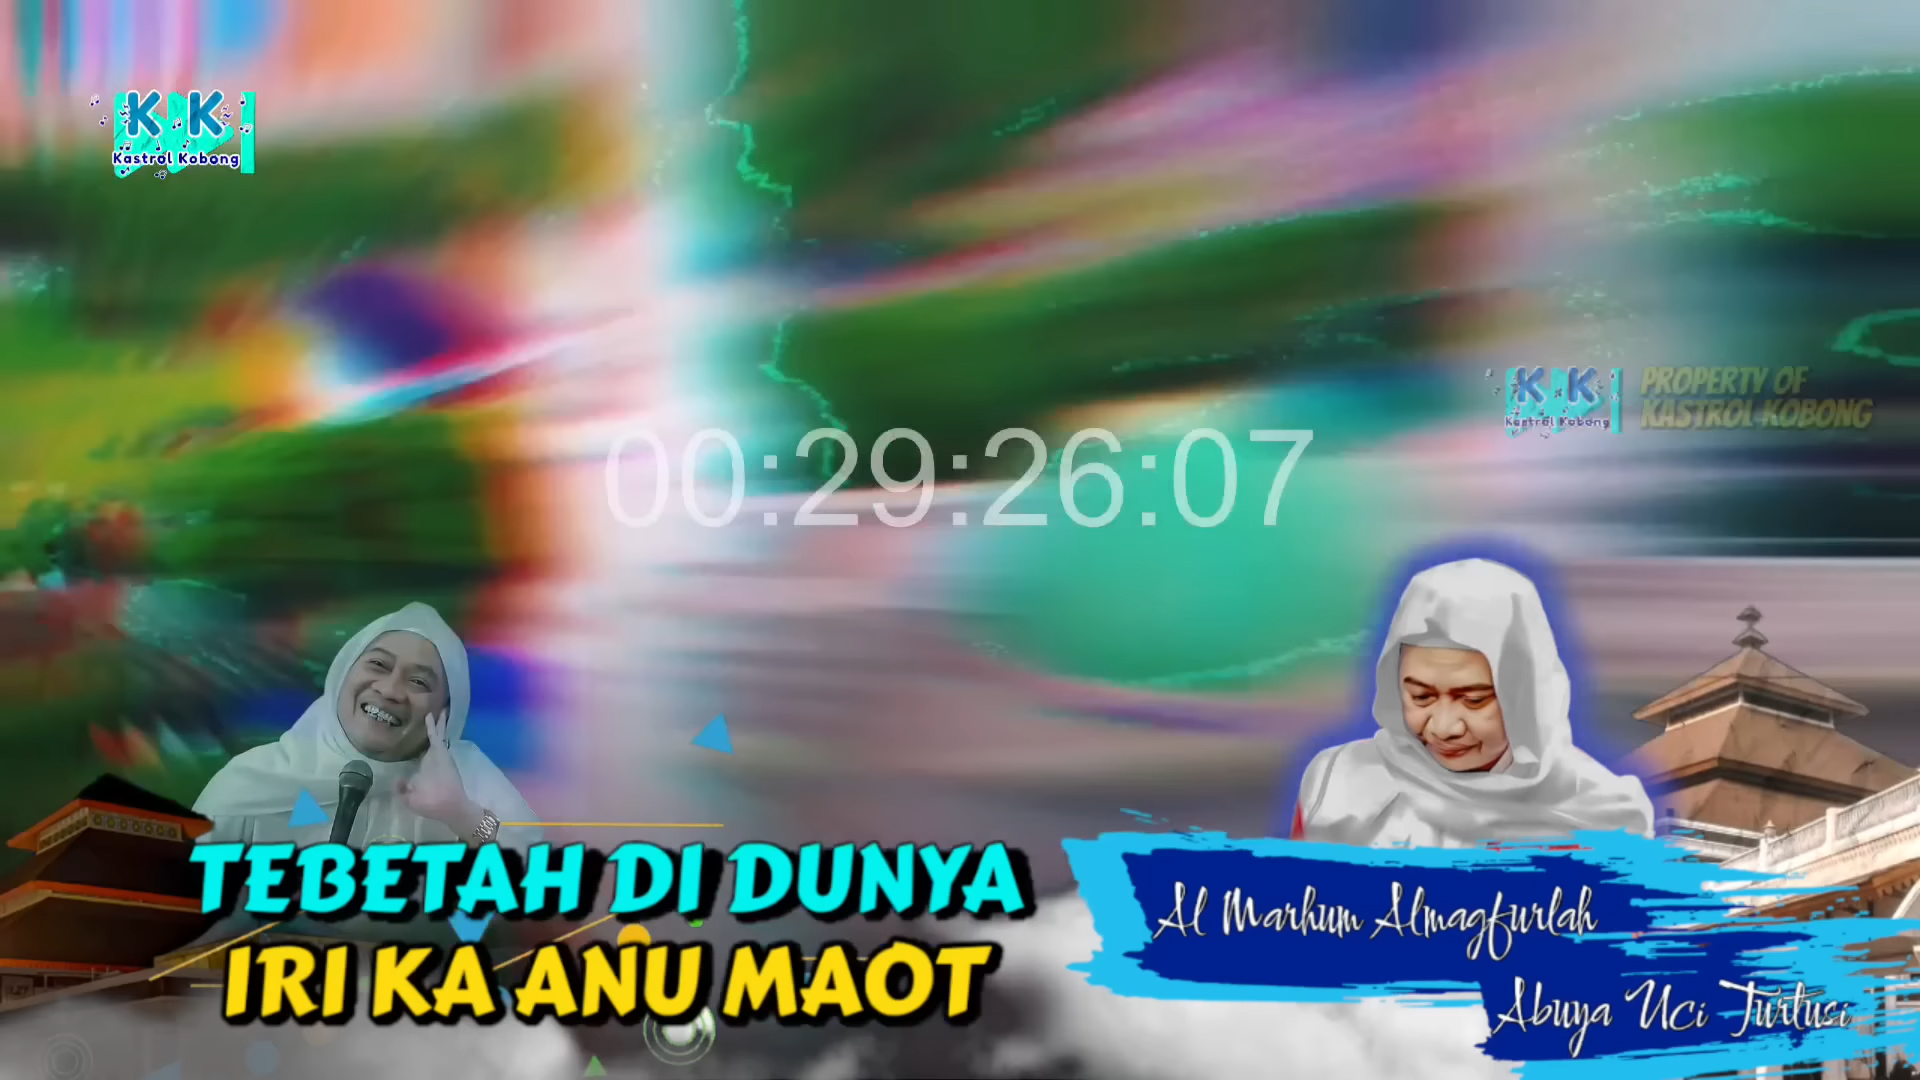 K K
Kastrol Kobong
K K
Kastrol Kobong
PROPERTY OF
KASTROL KOBONG
00:29:26:07
TEBETAH DI DUNYA
IRI KA ANU MAOT
Al Marhum Almagfurlah
Abuya Uci Turtusi